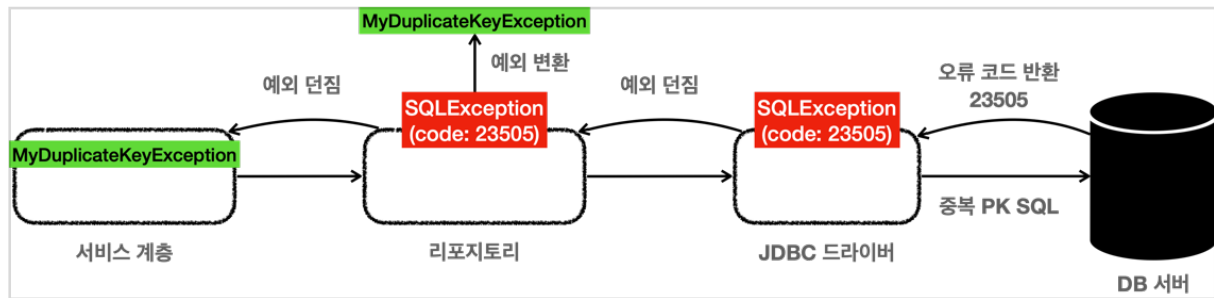 MyDuplicateKeyException
예외 변환
예외 던짐
SQLException
(code: 23505)
예외 던짐
SQLException
(code: 23505)
오류 코드 반환
23505
MyDuplicateKeyException
중복 PK SQL
서비스 계층
리포지토리
JDBC 드라이버
DB 서버